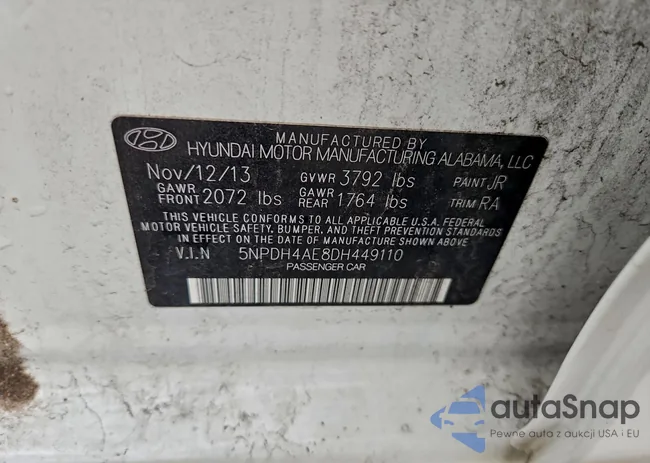 MANUFACTURED BY
HYUNDAI MOTOR MANUFACTURING ALABAMA, LLC
Nov/12/13 GVWR 3792 lbs PAINT JR
GAWR FRONT 2072 lbs GAWR REAR 1764 lbs TRIM RA
THIS VEHICLE CONFORMS TO ALL APPLICABLE U.S.A. FEDERAL
MOTOR VEHICLE SAFETY, BUMPER, AND THEFT PREVENTION STANDARDS
IN EFFECT ON THE DATE OF MANUFACTURE SHOWN ABOVE
V.I.N 5NPDH4AE8DH449110
PASSENGER CAR
autoSnap
Pewne auta z aukcji USA i EU